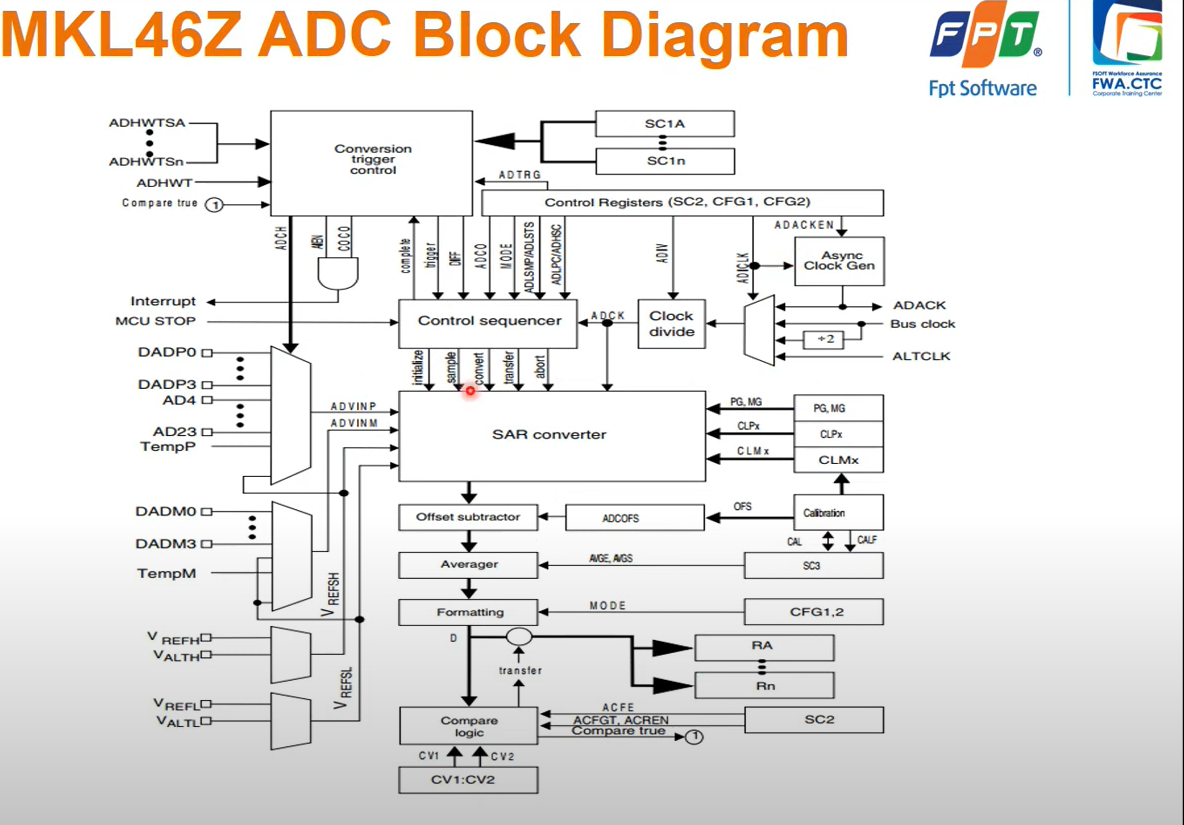 MKL46Z ADC Block Diagram
FPT®
Fpt Software
FSOFT Workforce Assurance
FWA.CTC
Corporate Training Center
ADHWTSA
ADHWTSn
ADHWT
Compare true 1
Conversion
trigger
control
SC1A
SC1n
ADTRG
Control Registers (SC2, CFG1, CFG2)
ADCH
AIEN
COCO
complete
trigger
DIFF
ADCO
MODE
ADLSMP/ADLSTS
ADLPC/ADHSC
ADIV
ADICLK
ADACKEN
Async
Clock Gen
Interrupt
MCU STOP
Control sequencer
ADCK
Clock
divide
ADACK
Bus clock
÷2
ALTCLK
initialize
sample
convert
transfer
abort
DADP0
DADP3
AD4
AD23
TempP
ADVINP
ADVINM
SAR converter
PG, MG
PG, MG
CLPx
CLPx
CLMx
CLMx
DADM0
DADM3
TempM
Offset subtractor
ADCOFS
OFS
Calibration
CAL
CALF
Averager
AVGE, AVGS
SC3
Formatting
MODE
CFG1,2
VREFSH
VREFH
VALTH
VREFSL
VREFL
VALTL
D
transfer
RA
Rn
Compare
logic
ACFE
ACFGT, ACREN
Compare true 1
SC2
CV1
CV2
CV1:CV2